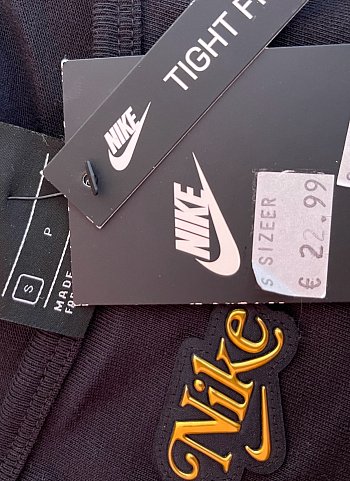 NIKE
TIGHT F
NIKE
S SIZEER
€ 22.99
S
P
MADE
Nike